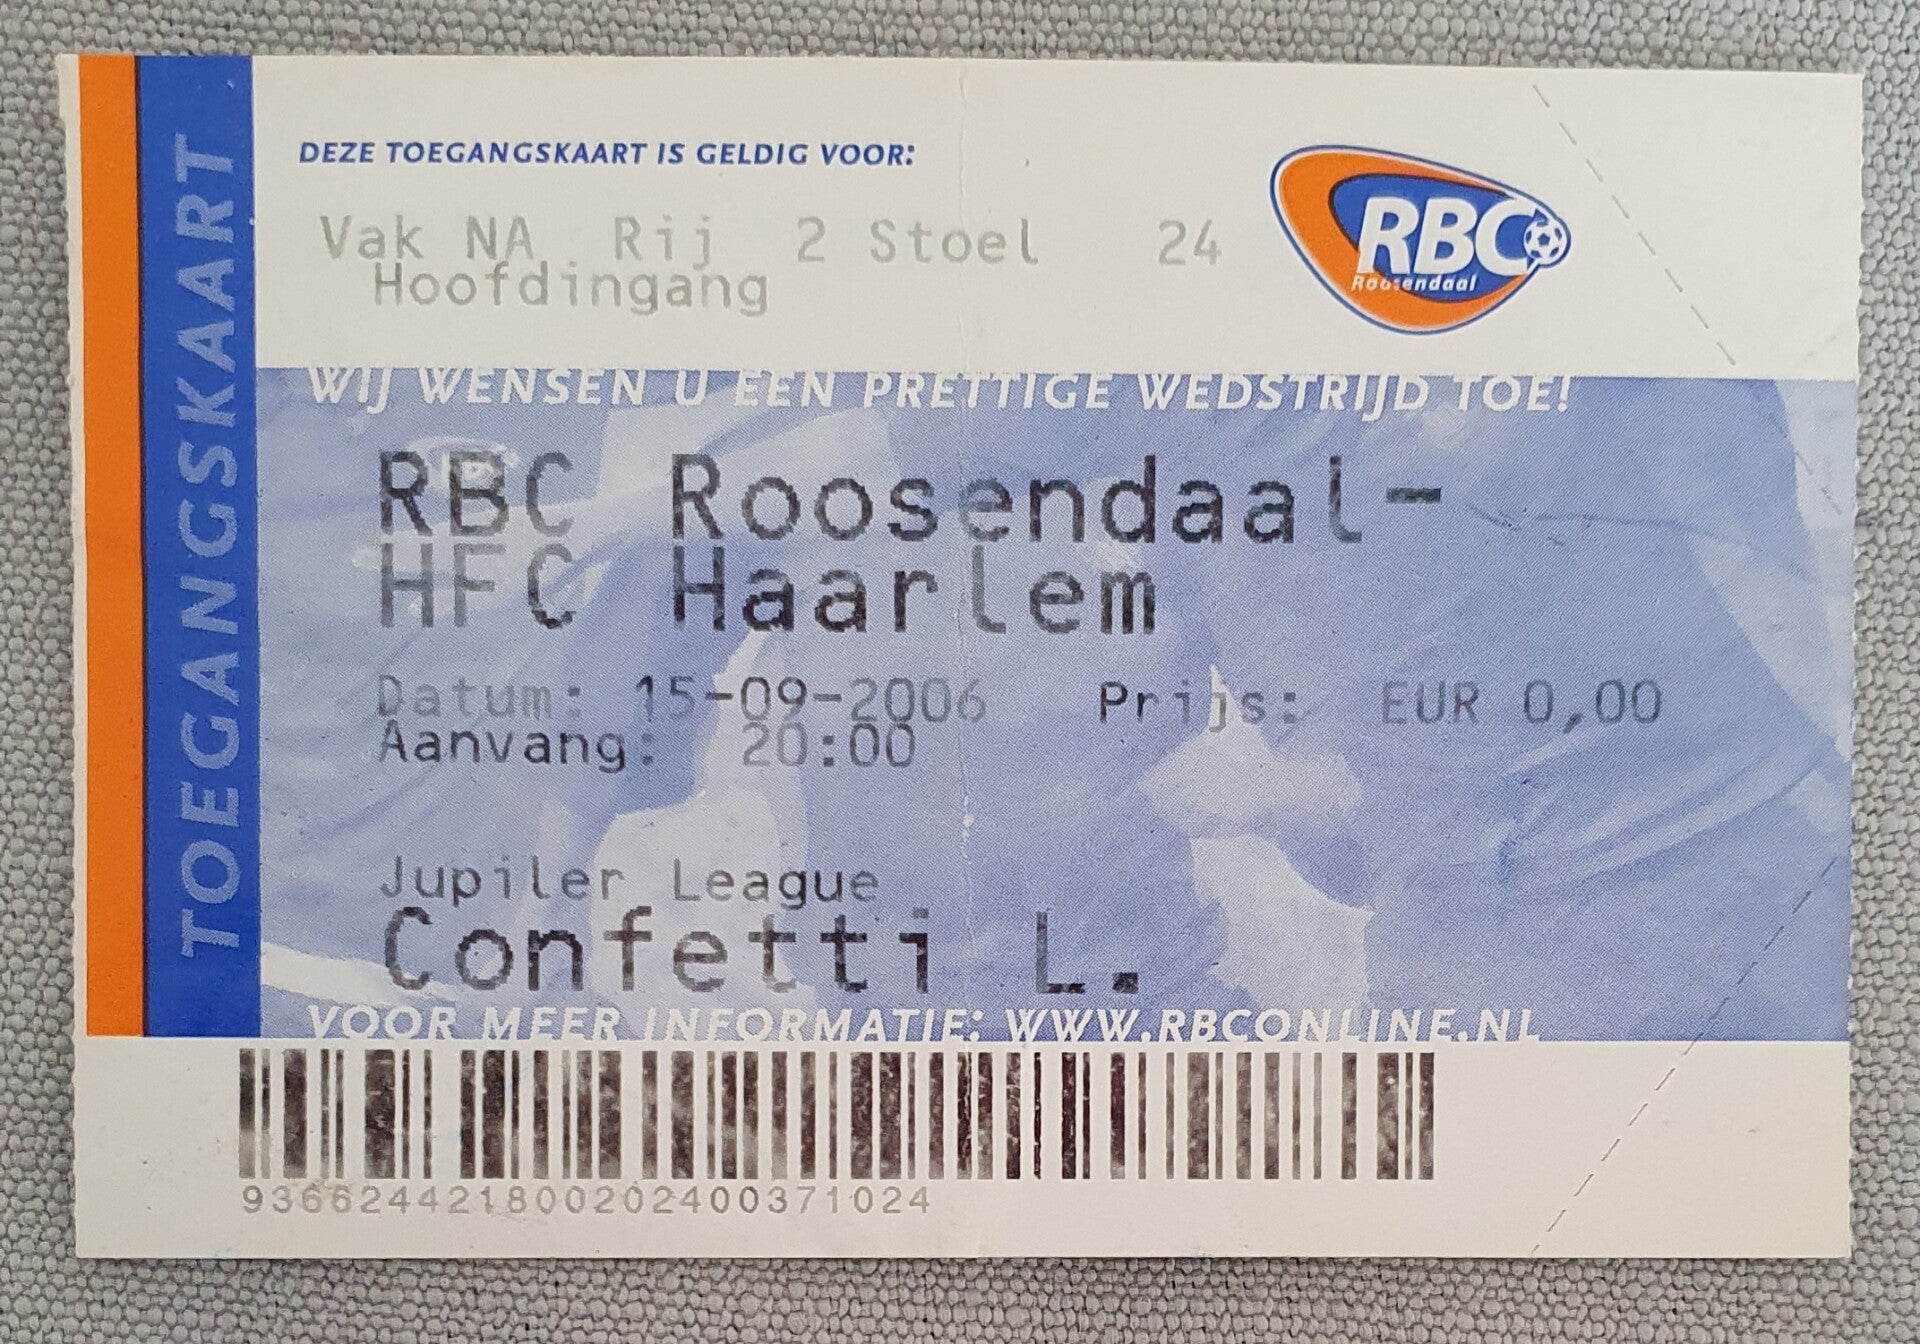 TOEGANGSKAART
DEZE TOEGANGSKAART IS GELDIG VOOR:
Vak NA Rij 2 Stoel 24
Hoofdingang
RBC
Roosendaal
WIJ WENSEN U EEN PRETTIGE WEDSTRIJD TOE!
RBC Roosendaal-
HFC Haarlem
Datum: 15-09-2006 Prijs: EUR 0,00
Aanvang: 20:00
Jupiler League
Confetti L.
VOOR MEER INFORMATIE: WWW.RBCONLINE.NL
936624421800202400371024